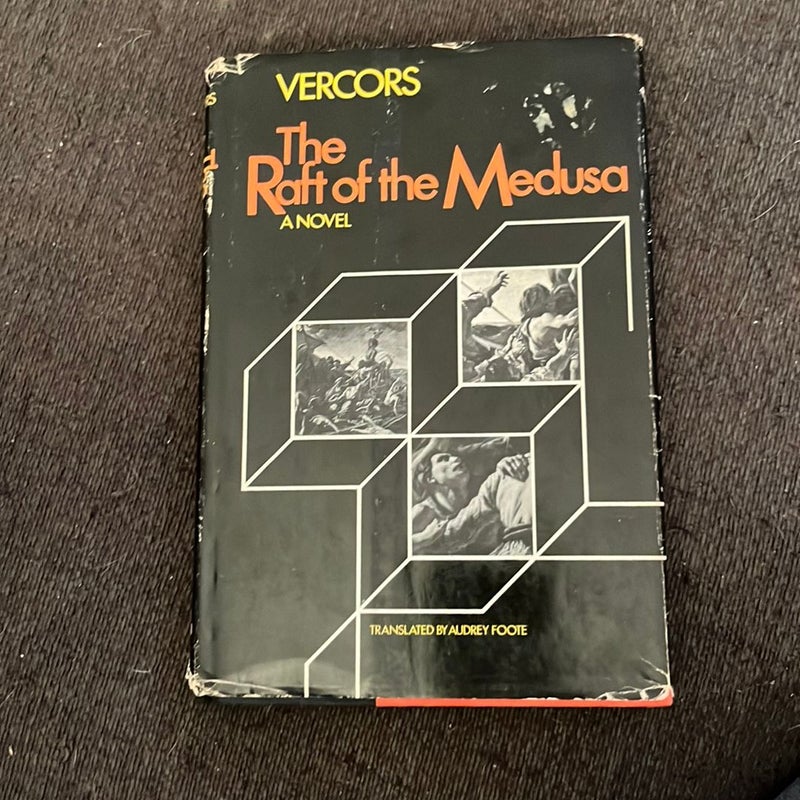 VERCORS
The
Raft of the Medusa
A NOVEL
TRANSLATED BY AUDREY FOOTE